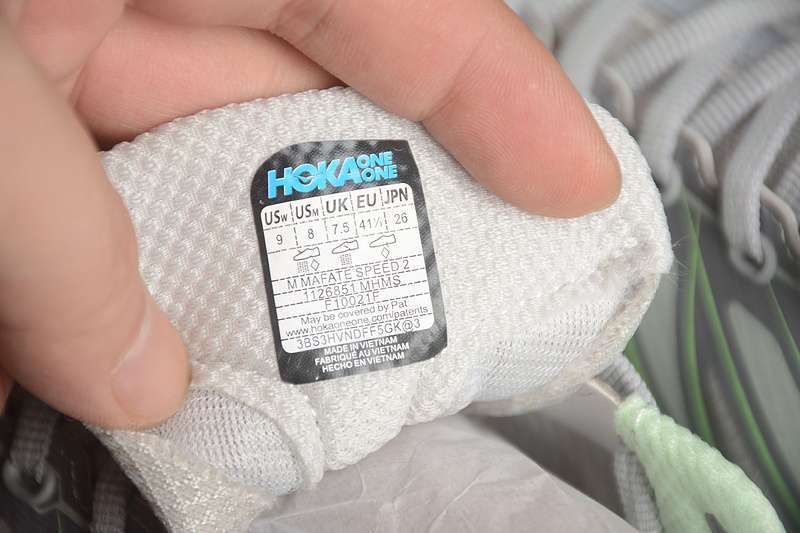 HOKA ONE ONE
USw USM UK EU JPN
9 8 7.5 41⅓ 26
M MAFATE SPEED 2
1126851 MHMS
F10021F
May be covered by Pat
www.hokaoneone.com/patents
3BS3HVNDFF5GK@3
MADE IN VIETNAM
FABRIQUÉ AU VIETNAM
HECHO EN VIETNAM